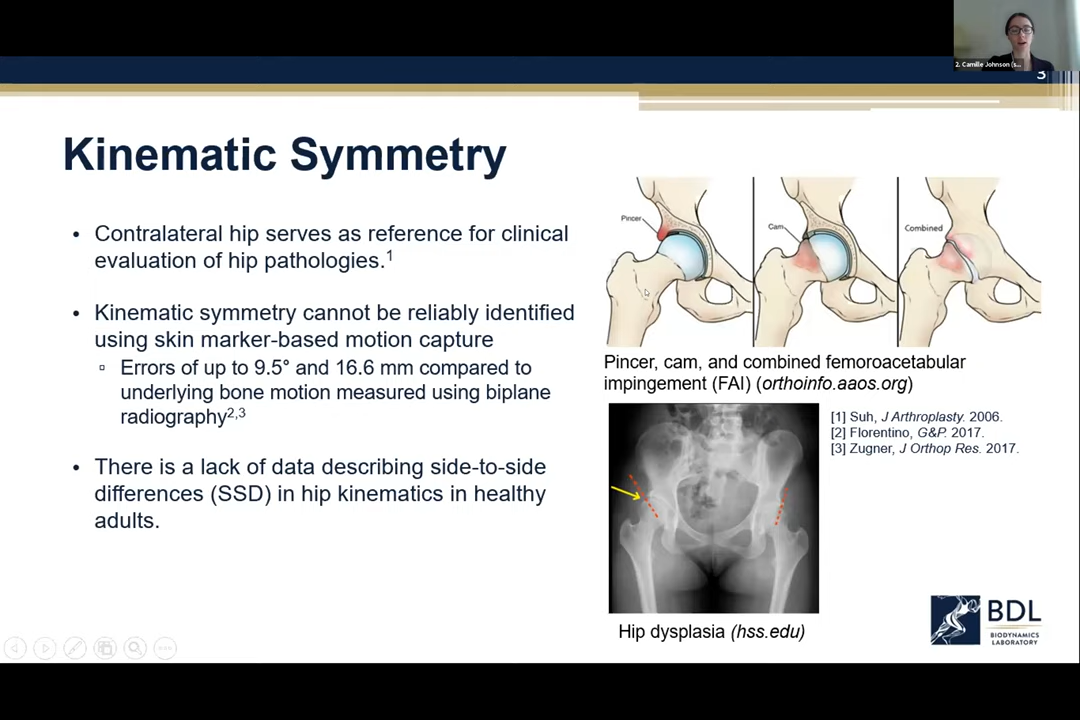 2. Camille Johnson (s...
3
Kinematic Symmetry
• Contralateral hip serves as reference for clinical
evaluation of hip pathologies.1
• Kinematic symmetry cannot be reliably identified
using skin marker-based motion capture
▫ Errors of up to 9.5° and 16.6 mm compared to
underlying bone motion measured using biplane
radiography2,3
• There is a lack of data describing side-to-side
differences (SSD) in hip kinematics in healthy
adults.
Pincer
Cam
Combined
Pincer, cam, and combined femoroacetabular
impingement (FAI) (orthoinfo.aaos.org)
[1] Suh, J Arthroplasty. 2006.
[2] Florentino, G&P. 2017.
[3] Zugner, J Orthop Res. 2017.
Hip dysplasia (hss.edu)
BDL
BIODYNAMICS
LABORATORY